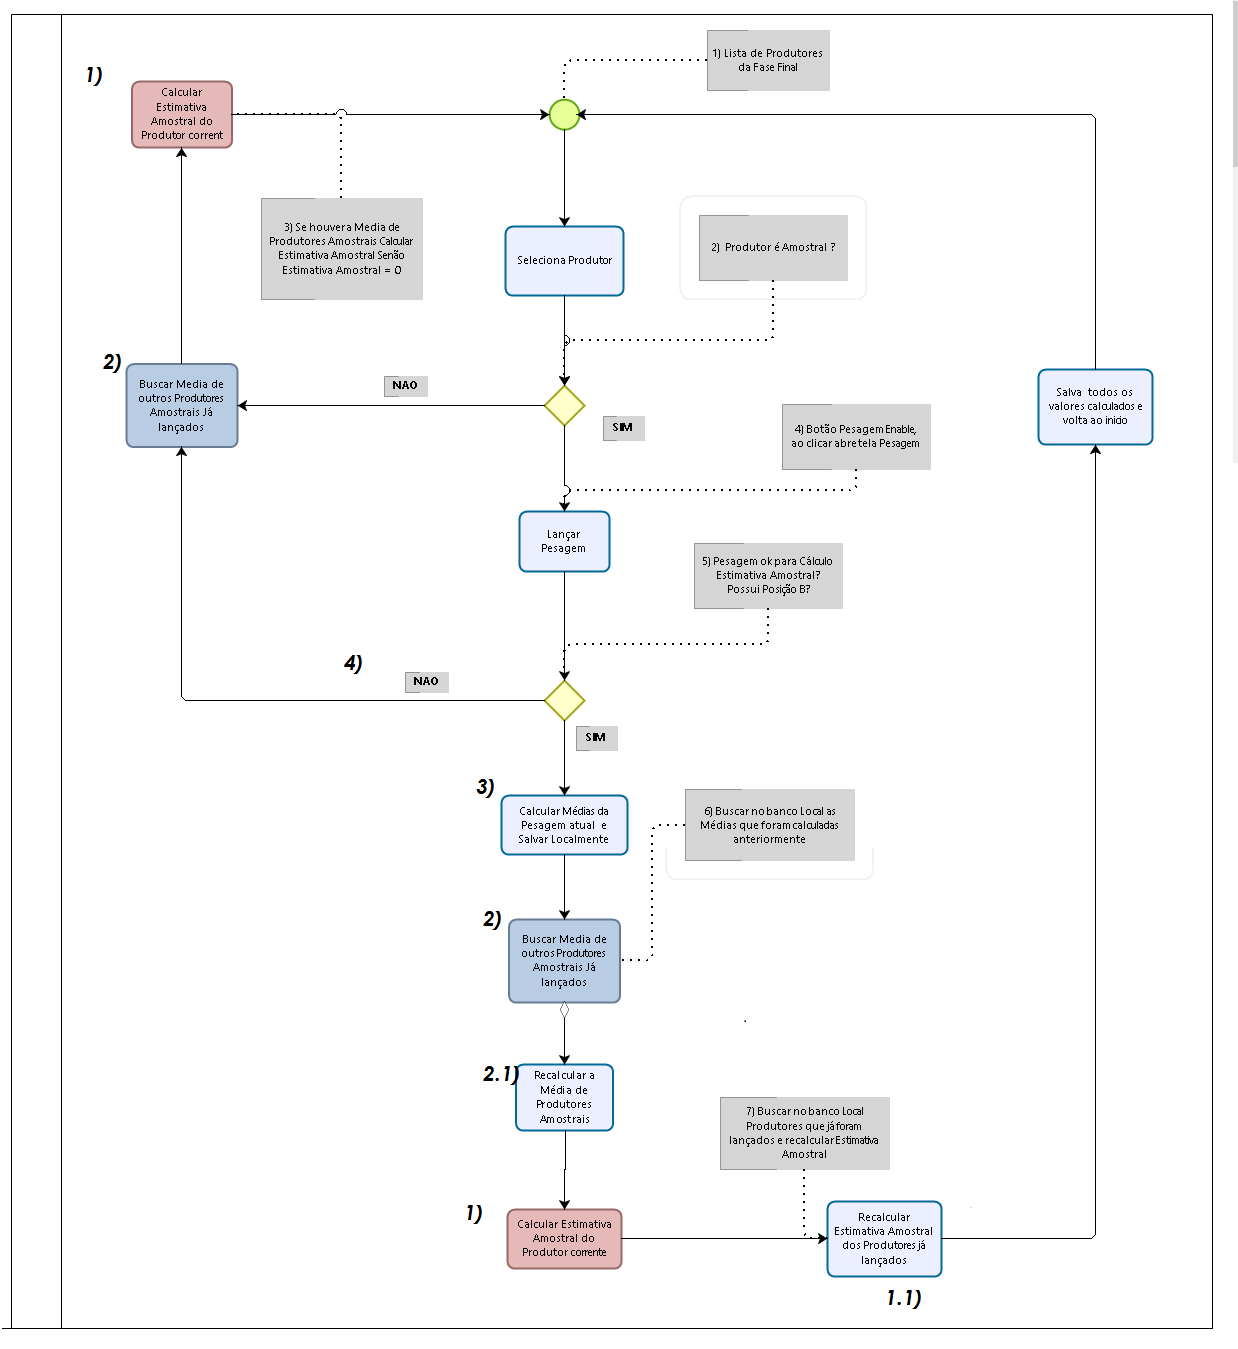 1) Lista de Produtores
da Fase Final
1)
Calcular
Estimativa
Amostral do
Produtor corrent
3) Se houver a Media de
Produtores Amostrais Calcular
Estimativa Amostral Senão
Estimativa Amostral = 0
Seleciona Produtor
2) Produtor é Amostral ?
2)
Buscar Media de
outros Produtores
Amostrais Já
lançados
NAO
SIM
4) Botão Pesagem Enable,
ao clicar abre tela Pesagem
Salva todos os
valores calculados e
volta ao inicio
Lançar
Pesagem
5) Pesagem ok para Cálculo
Estimativa Amostral?
Possui Posição B?
4)
NAO
SIM
3)
Calcular Médias da
Pesagem atual e
Salvar Localmente
6) Buscar no banco Local as
Médias que foram calculadas
anteriormente
2)
Buscar Media de
outros Produtores
Amostrais Já
lançados
2.1)
Recalcular a
Média de
Produtores
Amostrais
7) Buscar no banco Local
Produtores que já foram
lançados e recalcular Estimativa
Amostral
1)
Calcular Estimativa
Amostral do
Produtor corrente
Recalcular
Estimativa Amostral
dos Produtores já
lançados
1.1)